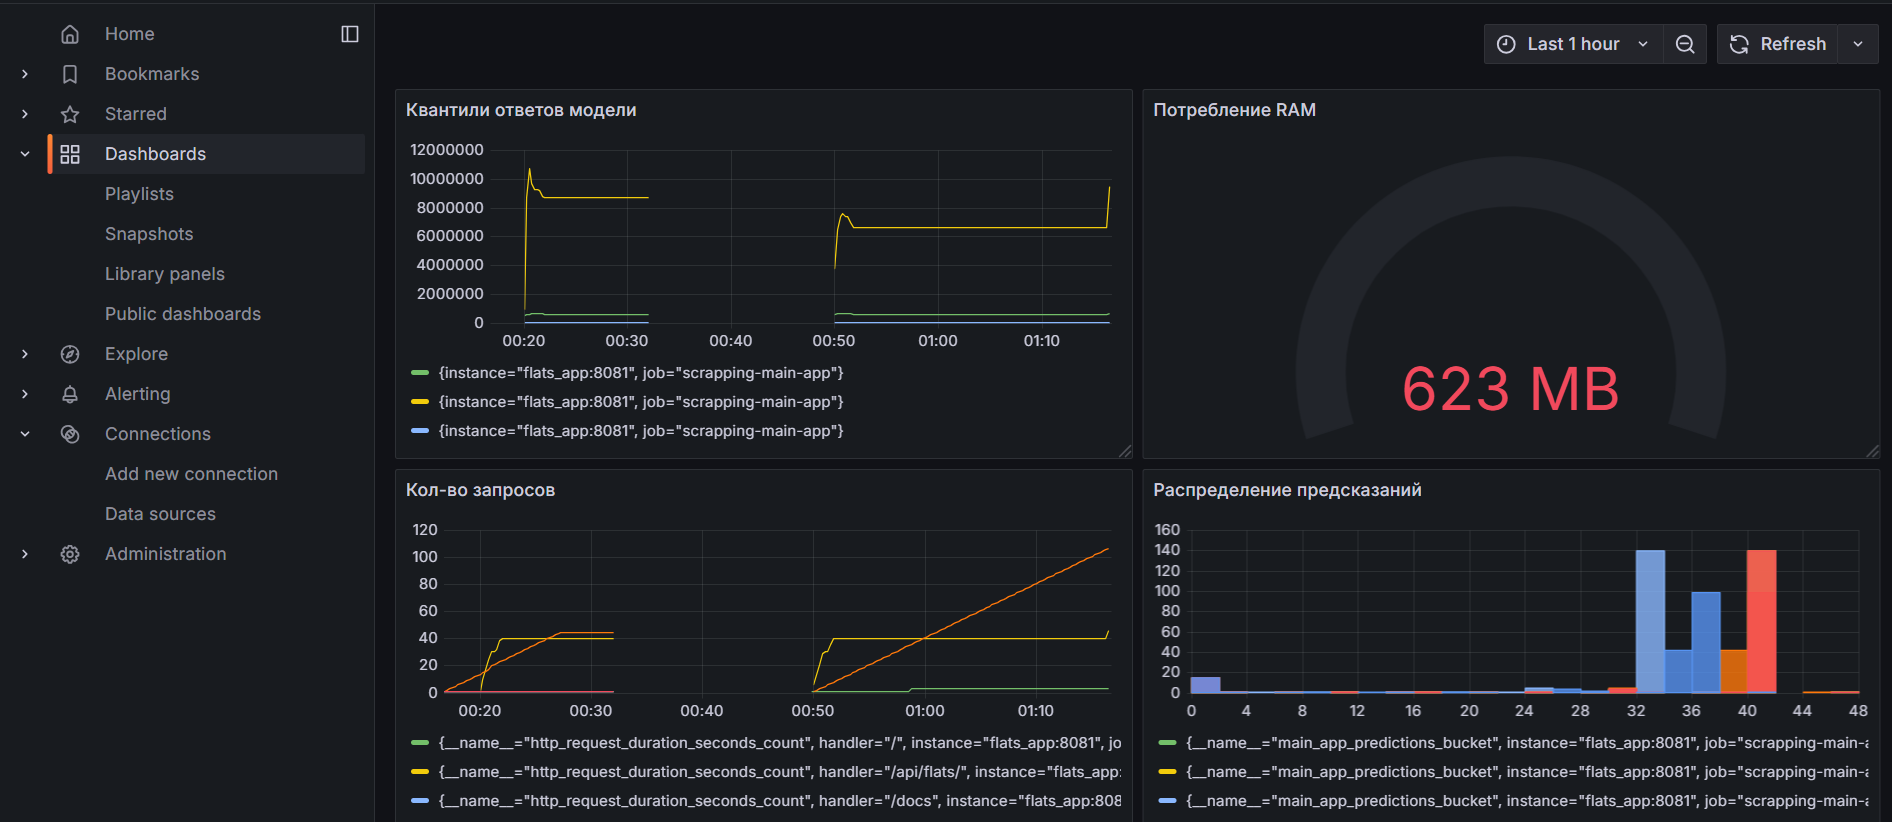 Home
Bookmarks
Starred
Dashboards
Playlists
Snapshots
Library panels
Public dashboards
Explore
Alerting
Connections
Add new connection
Data sources
Administration
Last 1 hour
Refresh
Квантили ответов модели
12000000
10000000
8000000
6000000
4000000
2000000
0
00:20 00:30 00:40 00:50 01:00 01:10
{instance="flats_app:8081", job="scrapping-main-app"}
{instance="flats_app:8081", job="scrapping-main-app"}
{instance="flats_app:8081", job="scrapping-main-app"}
Потребление RAM
623 MB
Кол-во запросов
120
100
80
60
40
20
0
00:20 00:30 00:40 00:50 01:00 01:10
{__name__="http_request_duration_seconds_count", handler="/", instance="flats_app:8081", jo
{__name__="http_request_duration_seconds_count", handler="/api/flats/", instance="flats_app:
{__name__="http_request_duration_seconds_count", handler="/docs", instance="flats_app:808
Распределение предсказаний
160
140
120
100
80
60
40
20
0
0 4 8 12 16 20 24 28 32 36 40 44 48
{__name__="main_app_predictions_bucket", instance="flats_app:8081", job="scrapping-main-a
{__name__="main_app_predictions_bucket", instance="flats_app:8081", job="scrapping-main-a
{__name__="main_app_predictions_bucket", instance="flats_app:8081", job="scrapping-main-a